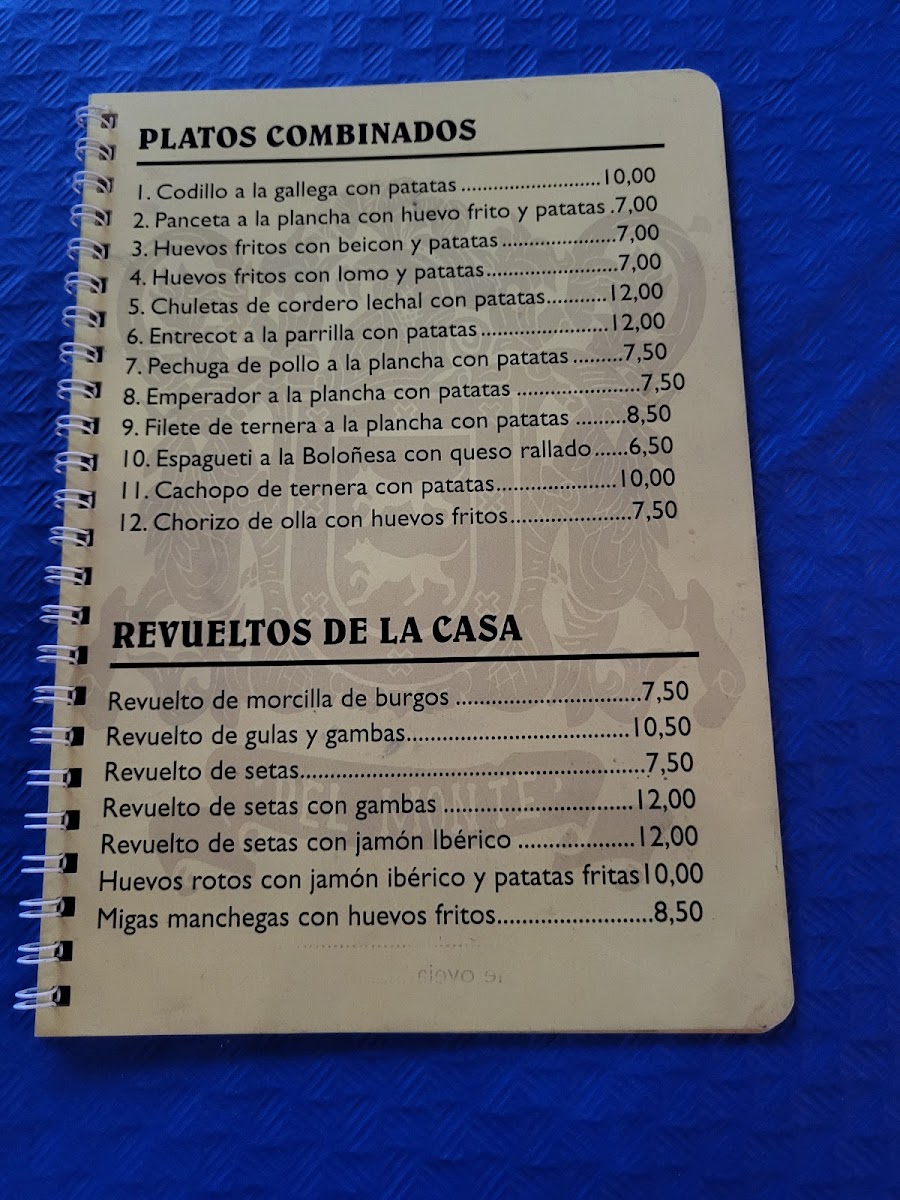 PLATOS COMBINADOS
1. Codillo a la gallega con patatas ..........................10,00
2. Panceta a la plancha con huevo frito y patatas .7,00
3. Huevos fritos con beicon y patatas .....................7,00
4. Huevos fritos con lomo y patatas........................7,00
5. Chuletas de cordero lechal con patatas...........12,00
6. Entrecot a la parrilla con patatas .......................12,00
7. Pechuga de pollo a la plancha con patatas .........7,50
8. Emperador a la plancha con patatas ......................7,50
9. Filete de ternera a la plancha con patatas .........8,50
10. Espagueti a la Boloñesa con queso rallado......6,50
11. Cachopo de ternera con patatas.....................10,00
12. Chorizo de olla con huevos fritos.....................7,50
REVUELTOS DE LA CASA
Revuelto de morcilla de burgos ..............................7,50
Revuelto de gulas y gambas....................................10,50
Revuelto de setas.......................................................7,50
Revuelto de setas con gambas ..............................12,00
Revuelto de setas con jamón Ibérico ...................12,00
Huevos rotos con jamón ibérico y patatas fritas10,00
Migas manchegas con huevos fritos.........................8,50
DEL MONTE